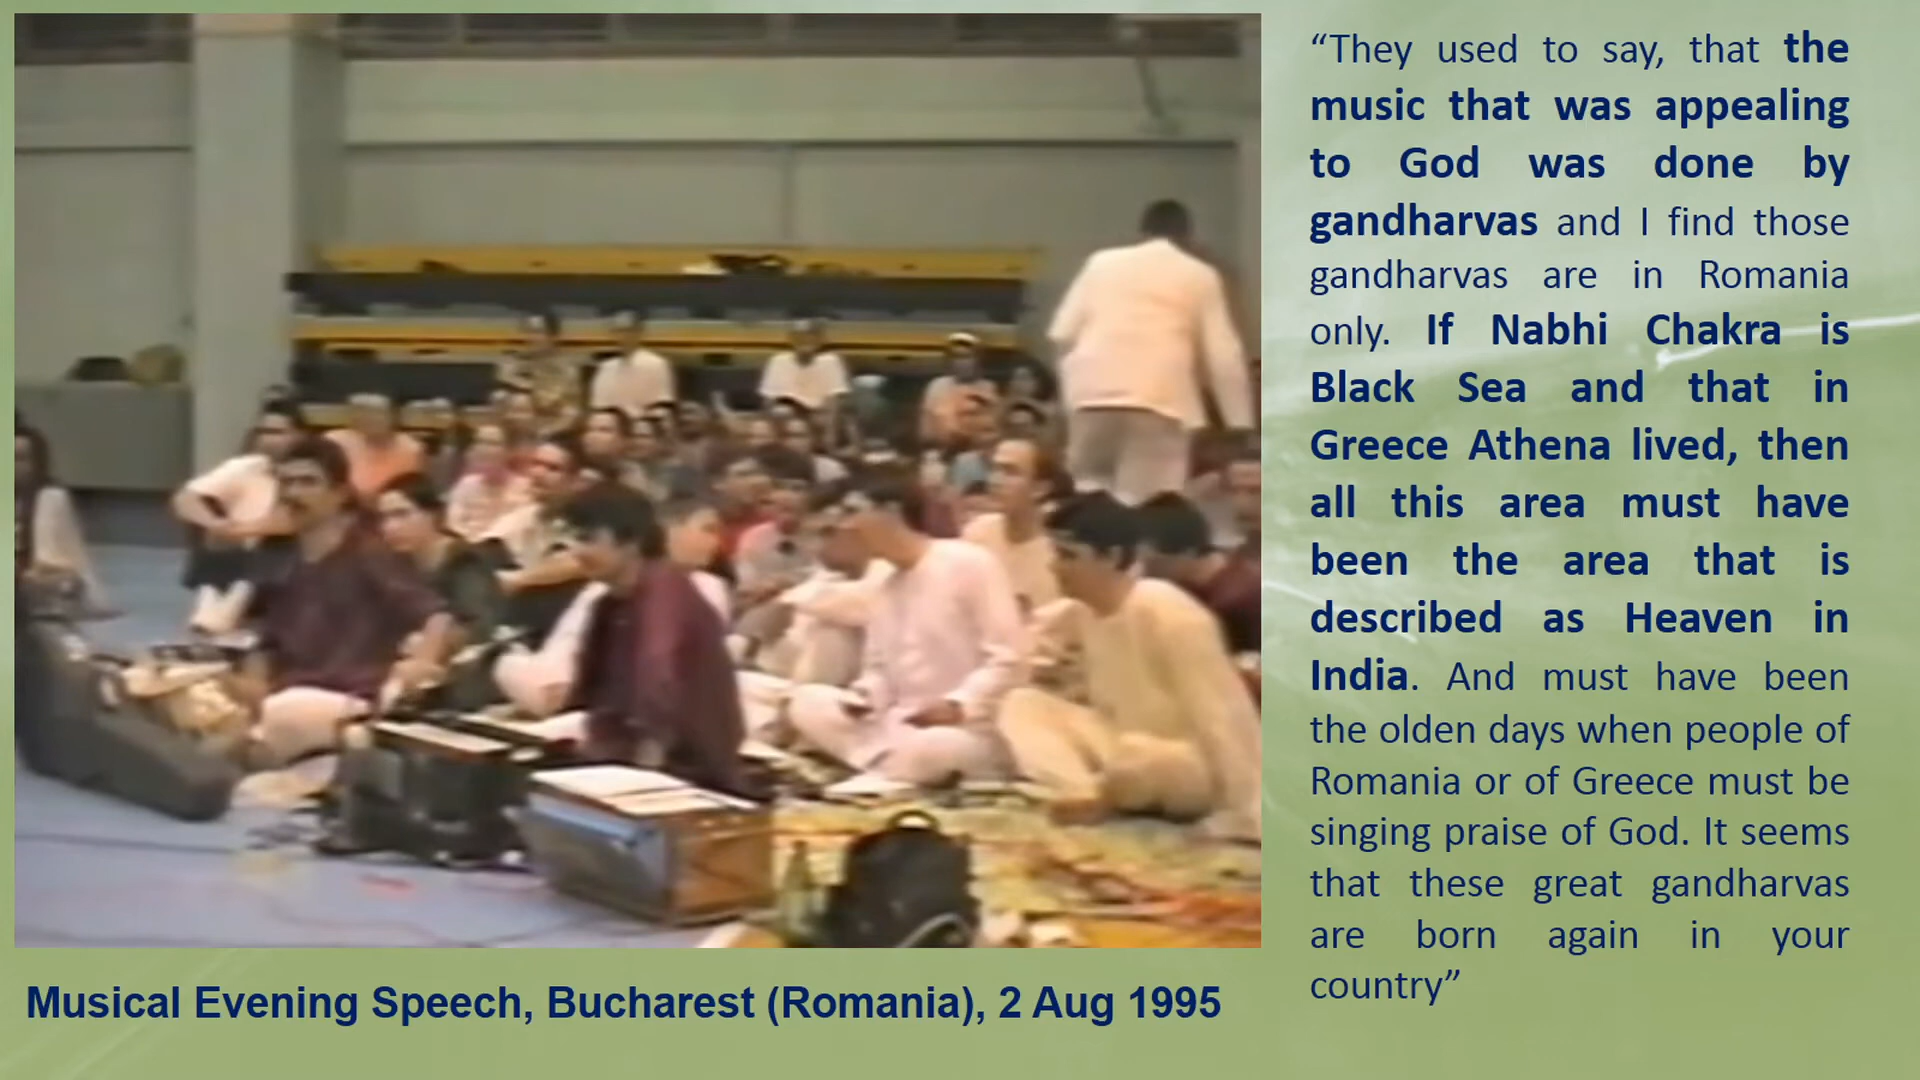 “They used to say, that the
music that was appealing
to God was done by
gandharvas and I find those
gandharvas are in Romania
only. If Nabhi Chakra is
Black Sea and that in
Greece Athena lived, then
all this area must have
been the area that is
described as Heaven in
India. And must have been
the olden days when people of
Romania or of Greece must be
singing praise of God. It seems
that these great gandharvas
are born again in your
country”
Musical Evening Speech, Bucharest (Romania), 2 Aug 1995